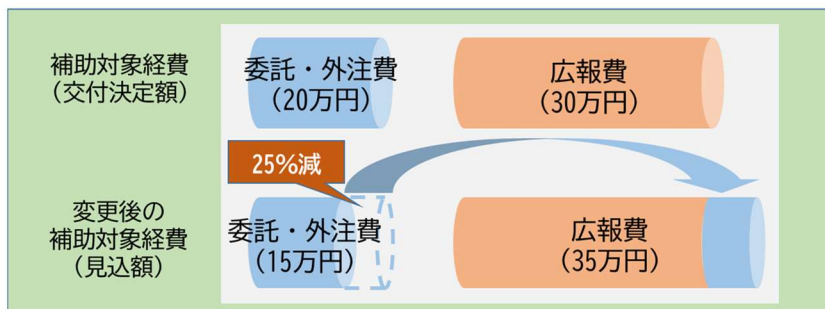 補助対象経費
(交付決定額)
委託・外注費
(20万円)
広報費
(30万円)
25%減
変更後の
補助対象経費
(見込額)
委託・外注費
(15万円)
広報費
(35万円)